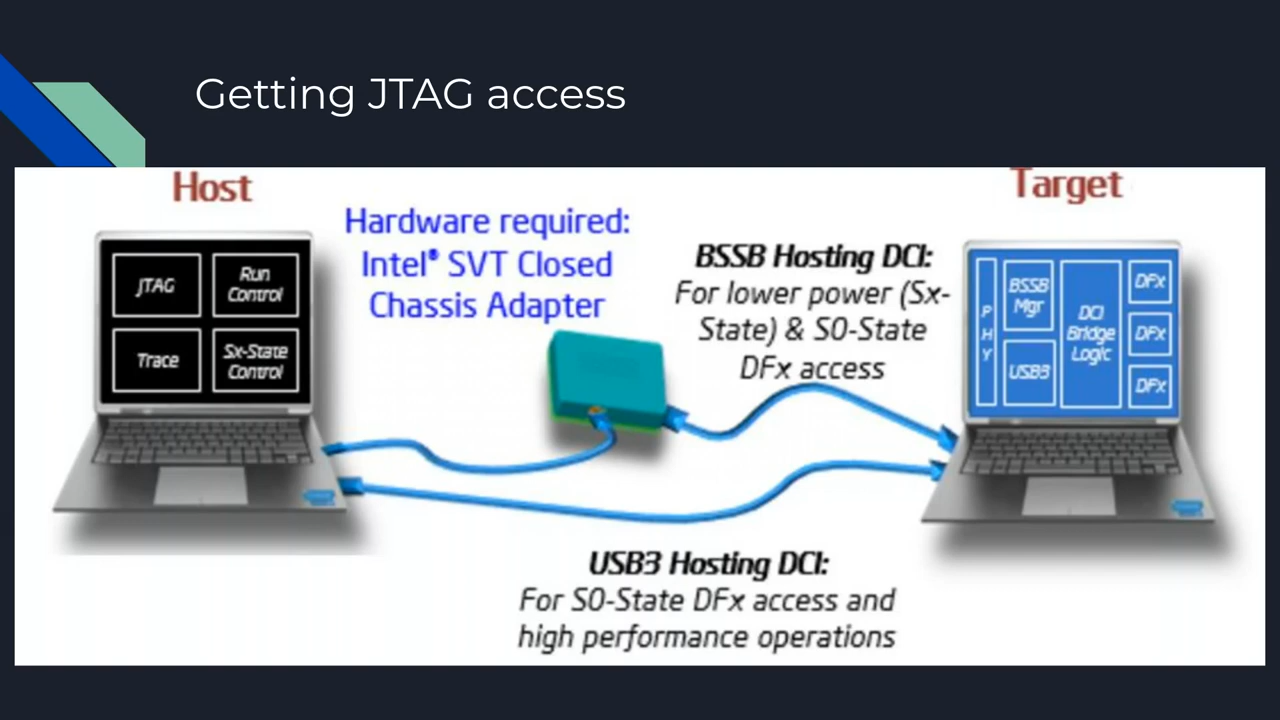 Getting JTAG access
Host
Target
Hardware required:
Intel® SVT Closed
Chassis Adapter
BSSB Hosting DCI:
For lower power (Sx-
State) & S0-State
DFx access
JTAG
Run
Control
Trace
Sx-State
Control
PHY
BSSB
Mgr
USB3
DCI
Bridge
Logic
DFx
DFx
DFx
USB3 Hosting DCI:
For S0-State DFx access and
high performance operations